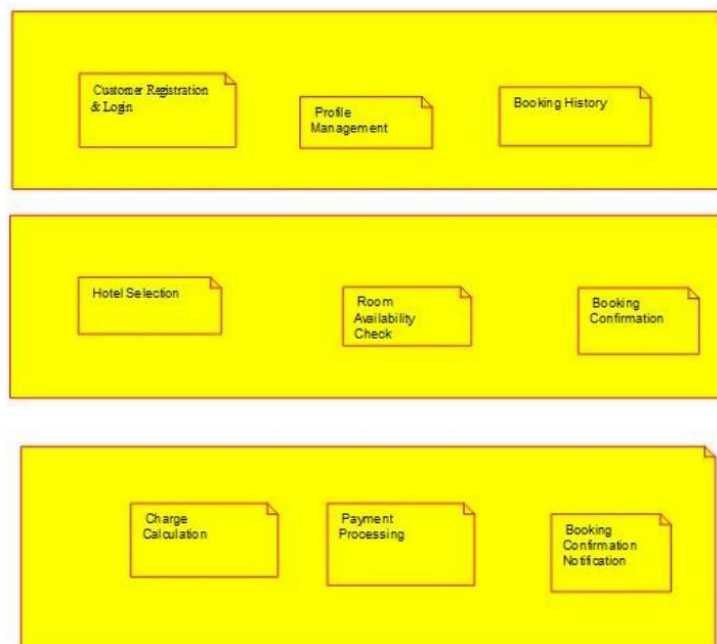 Customer Registration
& Login
Profile
Management
Booking History
Hotel Selection
Room
Availability
Check
Booking
Confirmation
Charge
Calculation
Payment
Processing
Booking
Confirmation
Notification